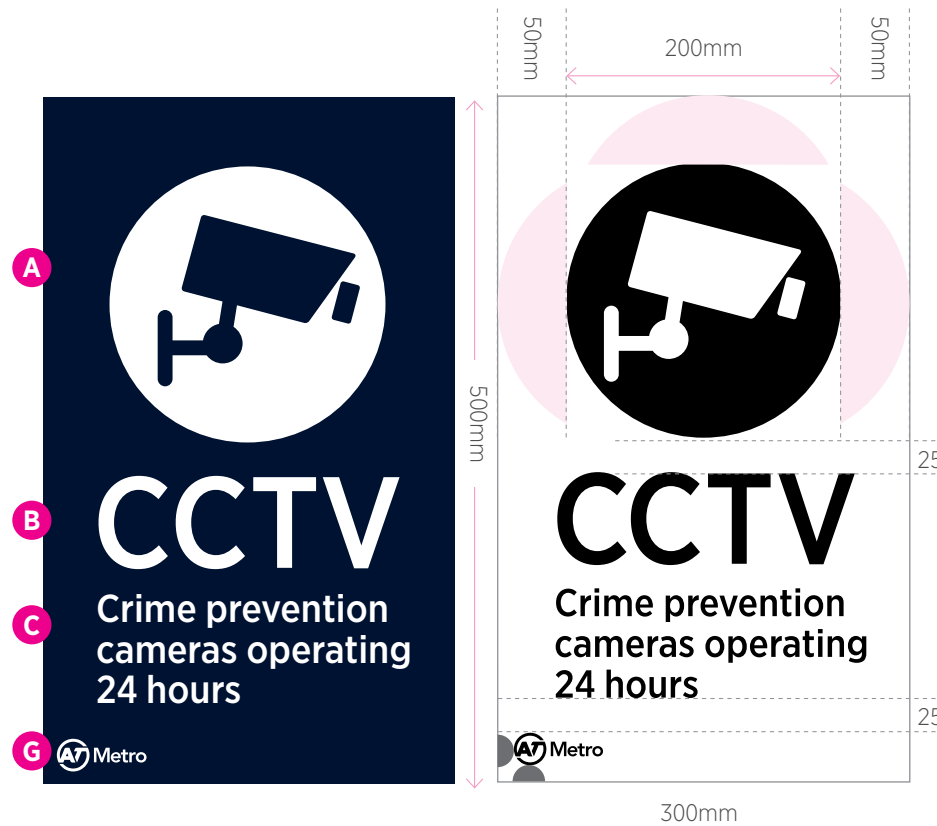 50mm
200mm
50mm
A
500mm
25
B
CCTV
CCTV
C
Crime prevention
cameras operating
24 hours
Crime prevention
cameras operating
24 hours
25
G
AT Metro
AT Metro
300mm